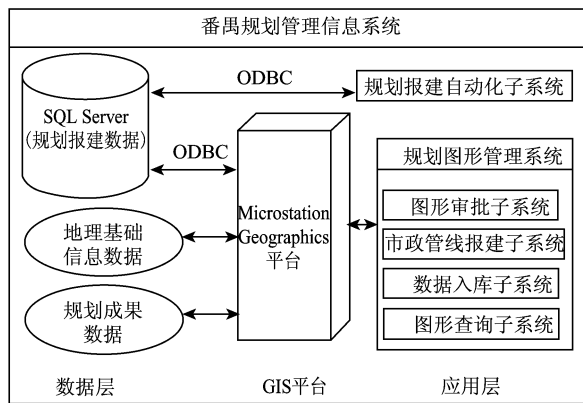 番禺规划管理信息系统
ODBC
SQL Server
(规划报建数据)
规划报建自动化子系统
ODBC
规划图形管理系统
Microstation
Geographics
平台
图形审批子系统
市政管线报建子系统
数据入库子系统
图形查询子系统
地理基础
信息数据
规划成果
数据
数据层
GIS平台
应用层